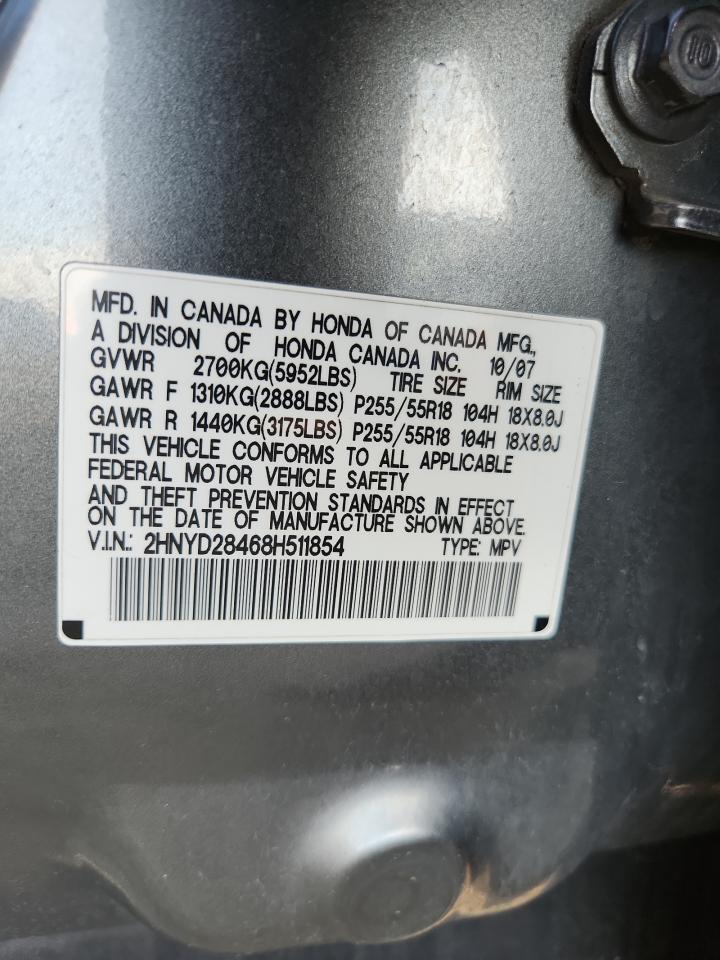 10
MFD. IN CANADA BY HONDA OF CANADA MFG.,
A DIVISION OF HONDA CANADA INC. 10/07
GVWR 2700KG(5952LBS) TIRE SIZE RIM SIZE
GAWR F 1310KG(2888LBS) P255/55R18 104H 18X8.0J
GAWR R 1440KG(3175LBS) P255/55R18 104H 18X8.0J
THIS VEHICLE CONFORMS TO ALL APPLICABLE
FEDERAL MOTOR VEHICLE SAFETY
AND THEFT PREVENTION STANDARDS IN EFFECT
ON THE DATE OF MANUFACTURE SHOWN ABOVE.
V.I.N.: 2HNYD28468H511854 TYPE: MPV